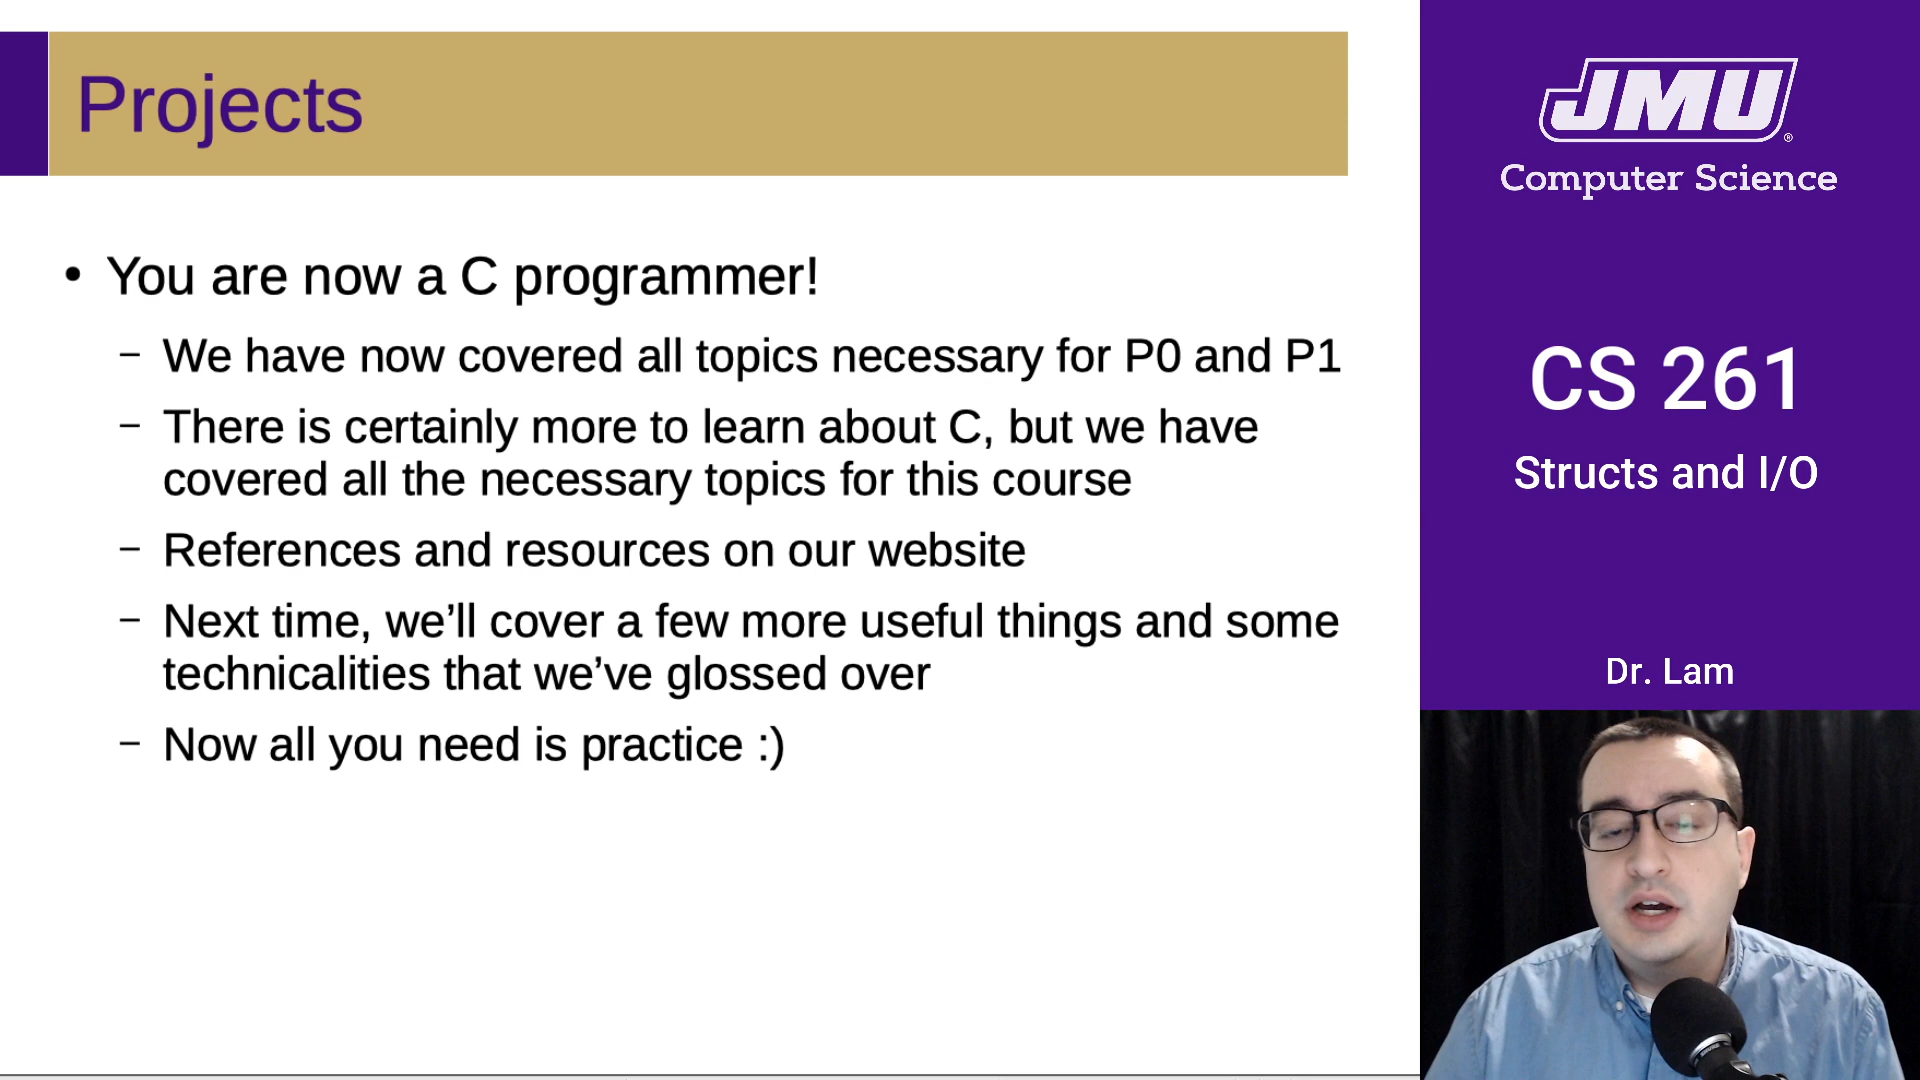 Projects
• You are now a C programmer!
– We have now covered all topics necessary for P0 and P1
– There is certainly more to learn about C, but we have
covered all the necessary topics for this course
– References and resources on our website
– Next time, we’ll cover a few more useful things and some
technicalities that we’ve glossed over
– Now all you need is practice :)
JMU®
Computer Science
CS 261
Structs and I/O
Dr. Lam